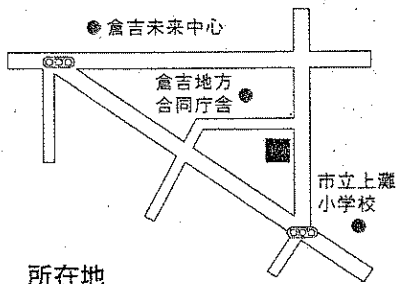 倉吉未来中心
倉吉地方
合同庁舎
市立上灘
小学校
所在地